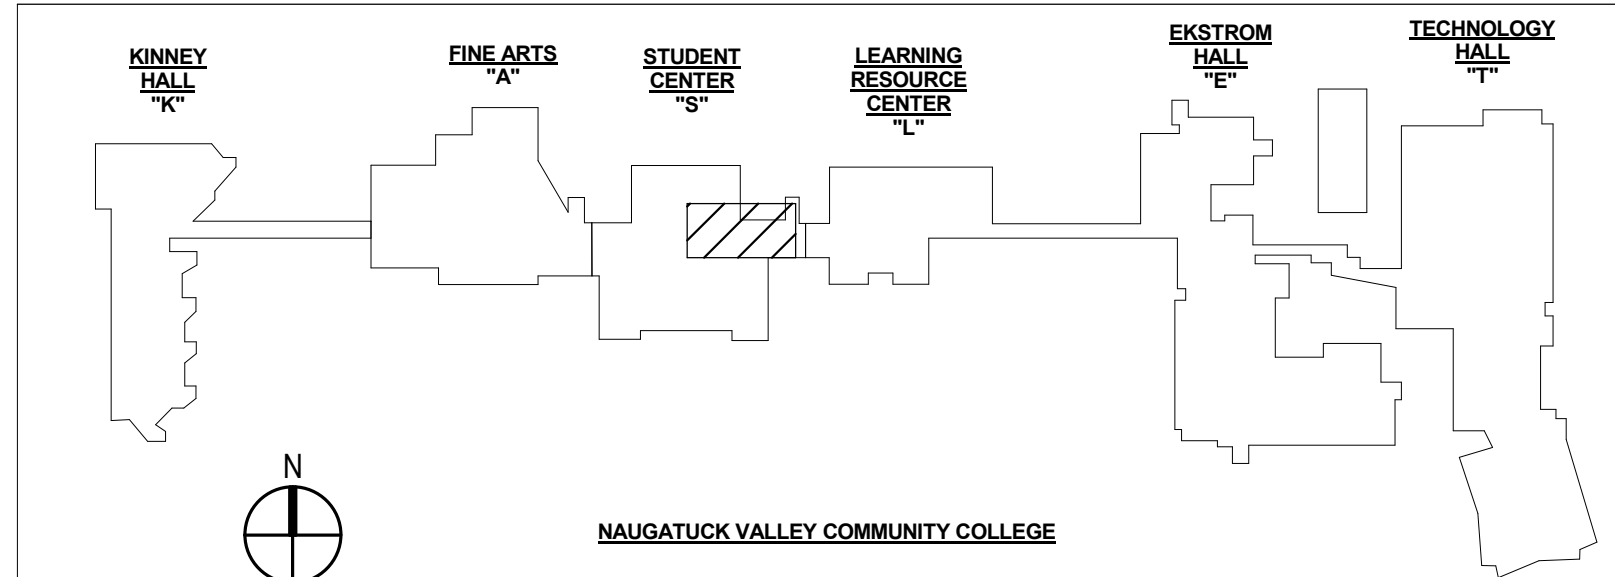 KINNEY
HALL
"K"
FINE ARTS
"A"
STUDENT
CENTER
"S"
LEARNING
RESOURCE
CENTER
"L"
EKSTROM
HALL
"E"
TECHNOLOGY
HALL
"T"
N
NAUGATUCK VALLEY COMMUNITY COLLEGE